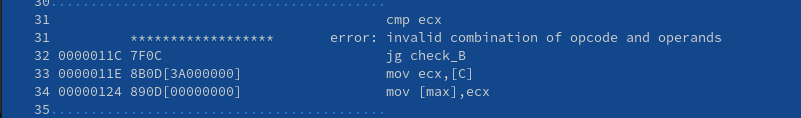 30.........................................
31                                         cmp ecx
31          ******************       error: invalid combination of opcode and operands
32 0000011C 7F0C                           jg check_B
33 0000011E 8B0D[3A000000]                 mov ecx,[C]
34 00000124 890D[00000000]                 mov [max],ecx
35.........................................